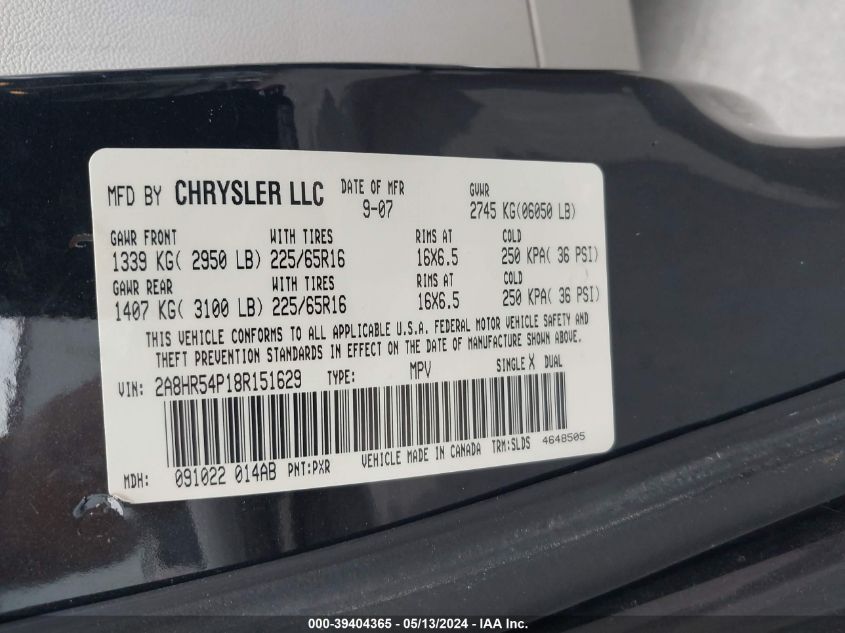 MFD BY CHRYSLER LLC DATE OF MFR 9-07 GVWR 2745 KG(06050 LB)
GAWR FRONT WITH TIRES RIMS AT COLD
1339 KG( 2950 LB) 225/65R16 16X6.5 250 KPA( 36 PSI)
GAWR REAR WITH TIRES RIMS AT COLD
1407 KG( 3100 LB) 225/65R16 16X6.5 250 KPA( 36 PSI)
THIS VEHICLE CONFORMS TO ALL APPLICABLE U.S.A. FEDERAL MOTOR VEHICLE SAFETY AND
THEFT PREVENTION STANDARDS IN EFFECT ON THE DATE OF MANUFACTURE SHOWN ABOVE.
VIN: 2A8HR54P18R151629 TYPE: MPV SINGLE X DUAL
MDH: 091022 014AB PNT:PXR VEHICLE MADE IN CANADA TRM:SLDS 4648505
000-39404365 / 05/13/2024 - IAA Inc.